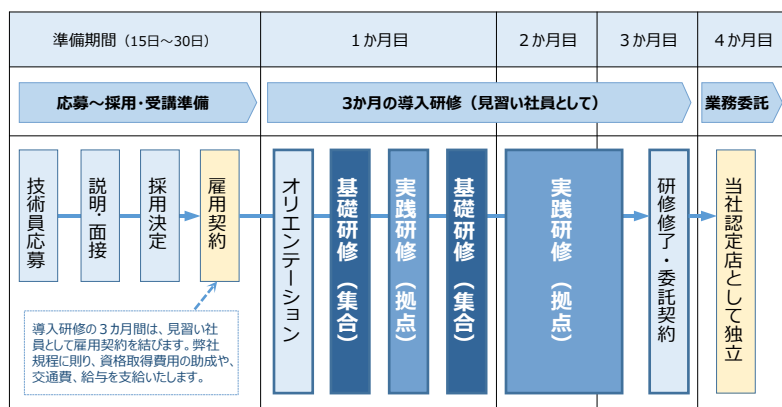 準備期間（15日～30日）
１か月目
２か月目
３か月目
４か月目
応募～採用・受講準備
3か月の導入研修（見習い社員として）
業務委託
技術員応募
説明・面接
採用決定
雇用契約
オリエンテーション
基礎研修（集合）
実践研修（拠点）
基礎研修（集合）
実践研修（拠点）
研修修了・委託契約
当社認定店として独立
導入研修の３カ月間は、見習い社
員として雇用契約を結びます。弊社
規程に則り、資格取得費用の助成や、
交通費、給与を支給いたします。